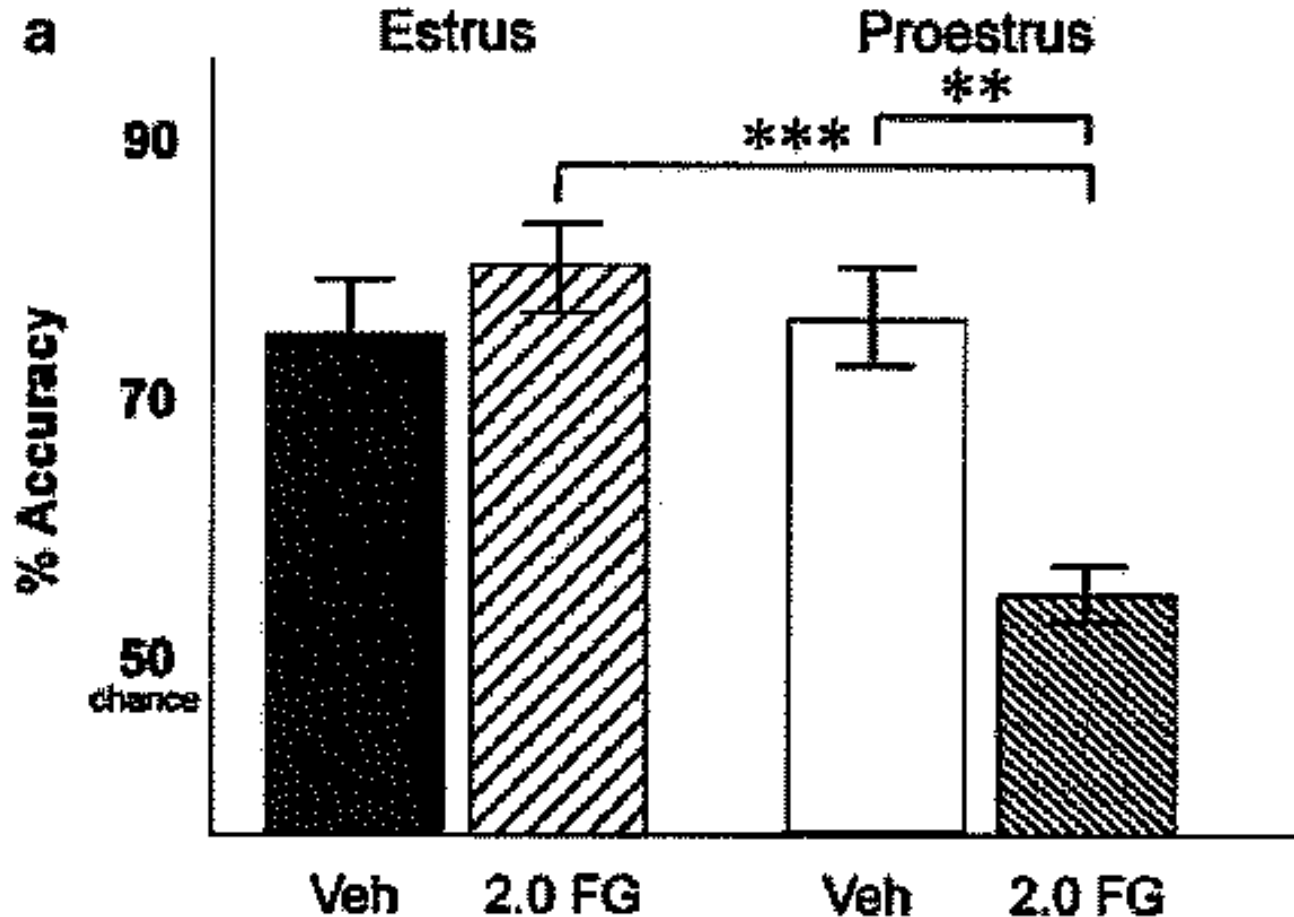 a
Estrus Proestrus
**
***
90
70
50
chance
% Accuracy
Veh 2.0 FG Veh 2.0 FG